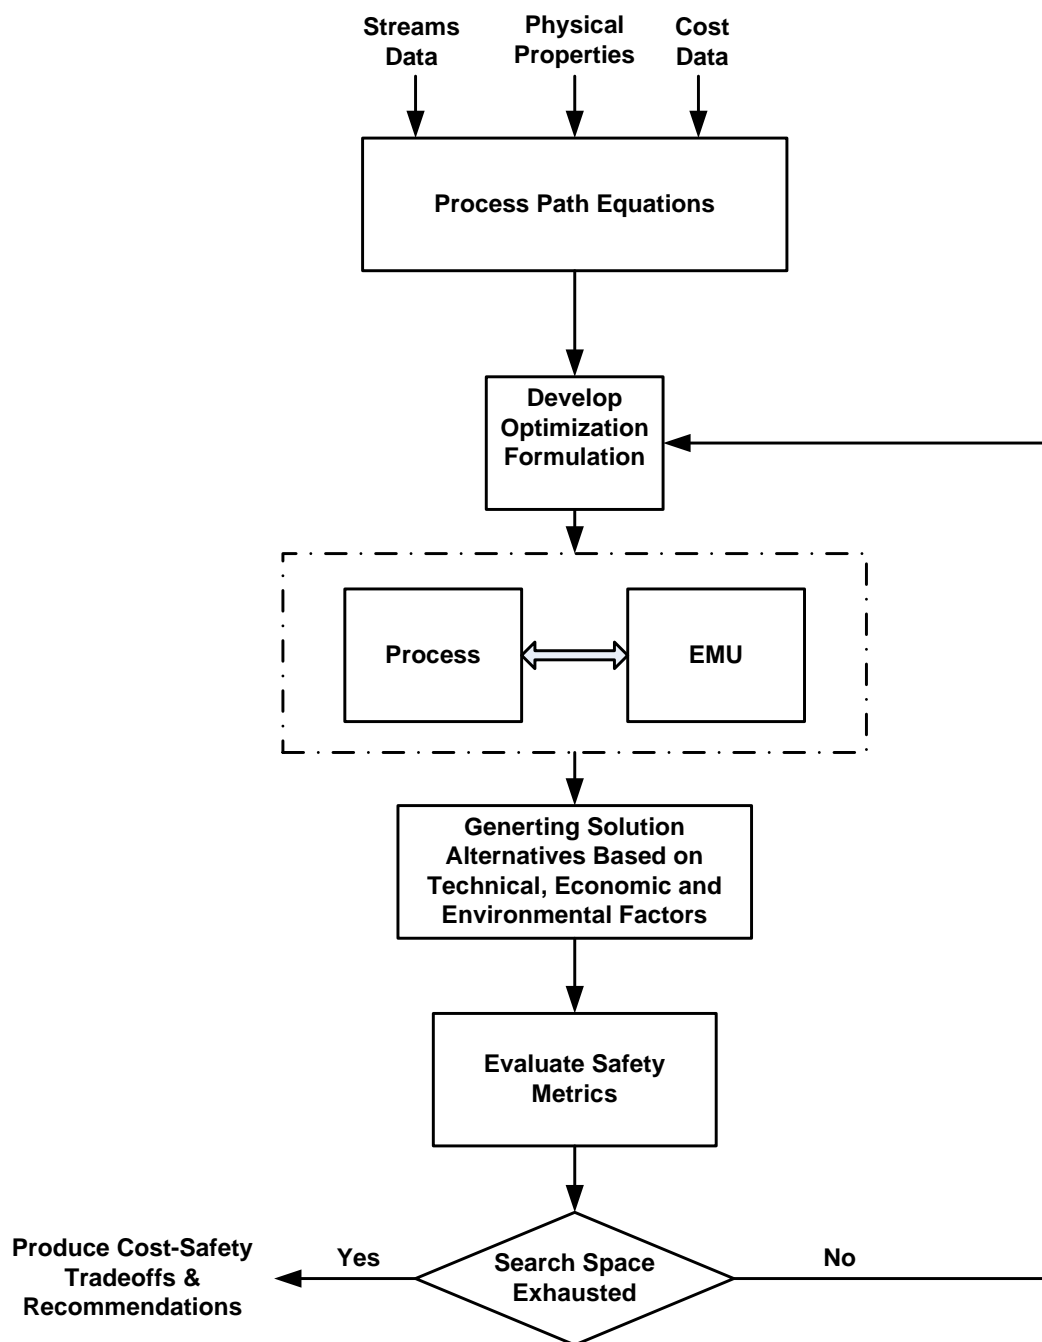 Streams
Data
Physical
Properties
Cost
Data
Process Path Equations
Develop
Optimization
Formulation
Process
EMU
Generting Solution
Alternatives Based on
Technical, Economic and
Environmental Factors
Evaluate Safety
Metrics
Produce Cost-Safety
Tradeoffs &
Recommendations
Yes
Search Space
Exhausted
No